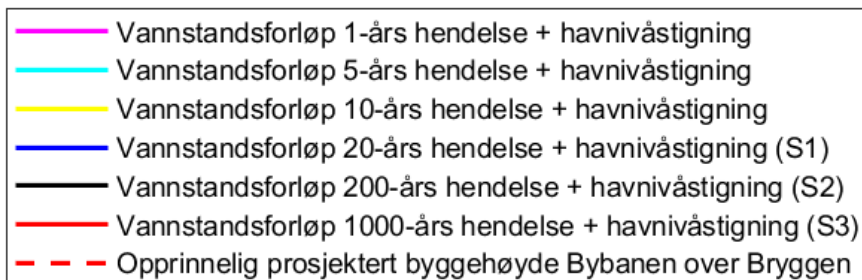 Vannstandsforløp 1-års hendelse + havnivåstigning
Vannstandsforløp 5-års hendelse + havnivåstigning
Vannstandsforløp 10-års hendelse + havnivåstigning
Vannstandsforløp 20-års hendelse + havnivåstigning (S1)
Vannstandsforløp 200-års hendelse + havnivåstigning (S2)
Vannstandsforløp 1000-års hendelse + havnivåstigning (S3)
Opprinnelig prosjektert byggehøyde Bybanen over Bryggen